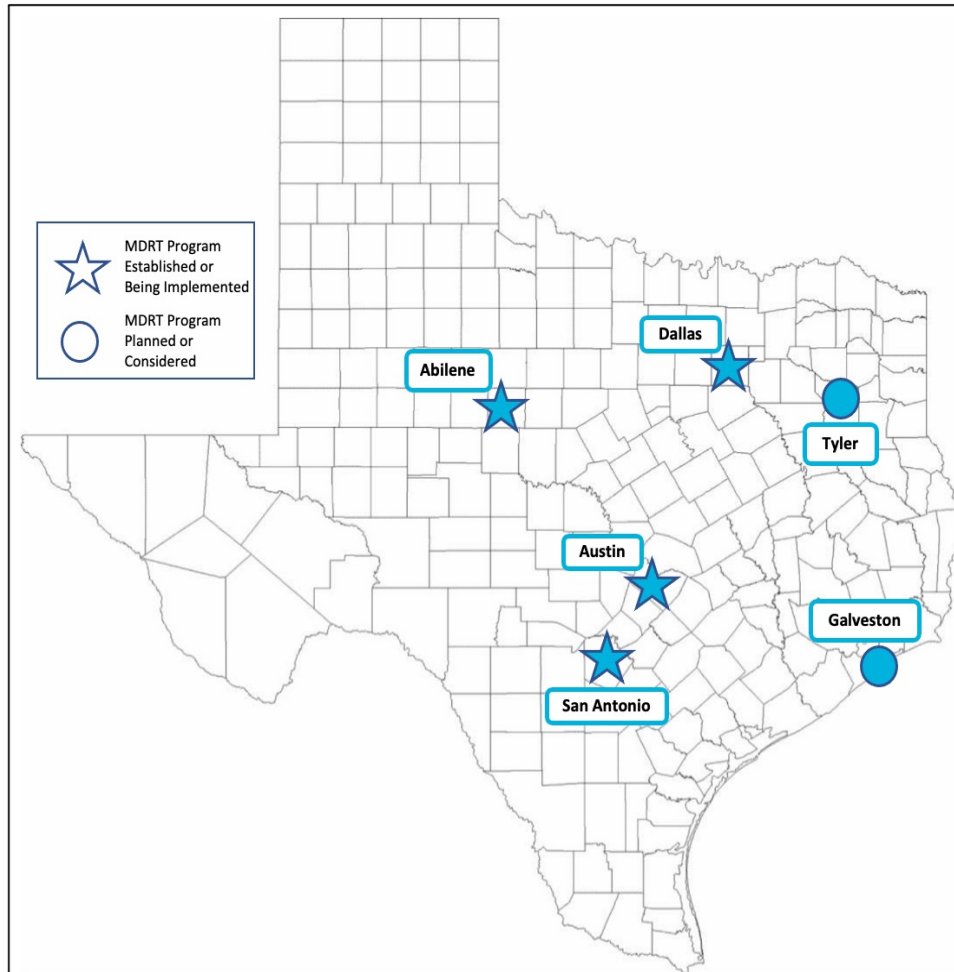 MDRT Program
Established or
Being Implemented
MDRT Program
Planned or
Considered
Dallas
Abilene
Tyler
Austin
Galveston
San Antonio